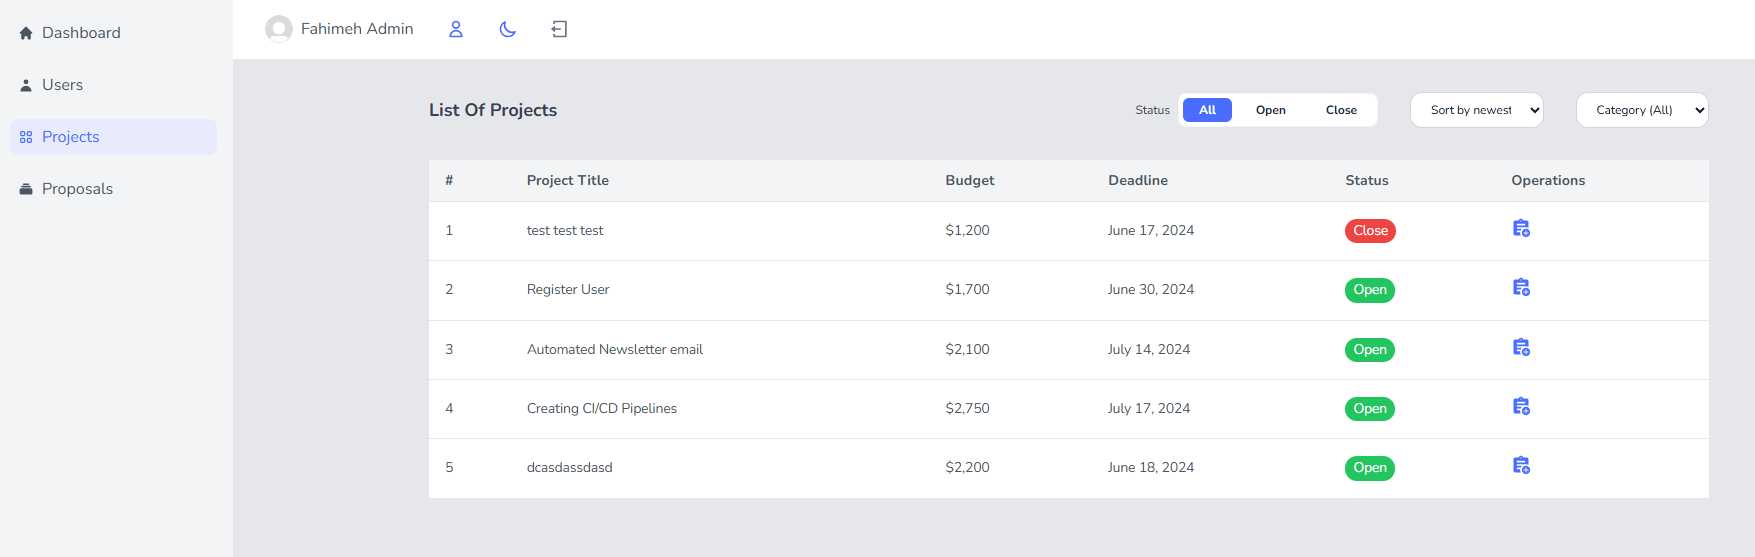 Dashboard
Users
Projects
Proposals
Fahimeh Admin
List Of Projects
Status All Open Close Sort by newest Category (All)
# Project Title Budget Deadline Status Operations
1 test test test $1,200 June 17, 2024 Close
2 Register User $1,700 June 30, 2024 Open
3 Automated Newsletter email $2,100 July 14, 2024 Open
4 Creating CI/CD Pipelines $2,750 July 17, 2024 Open
5 dcasdassdasd $2,200 June 18, 2024 Open